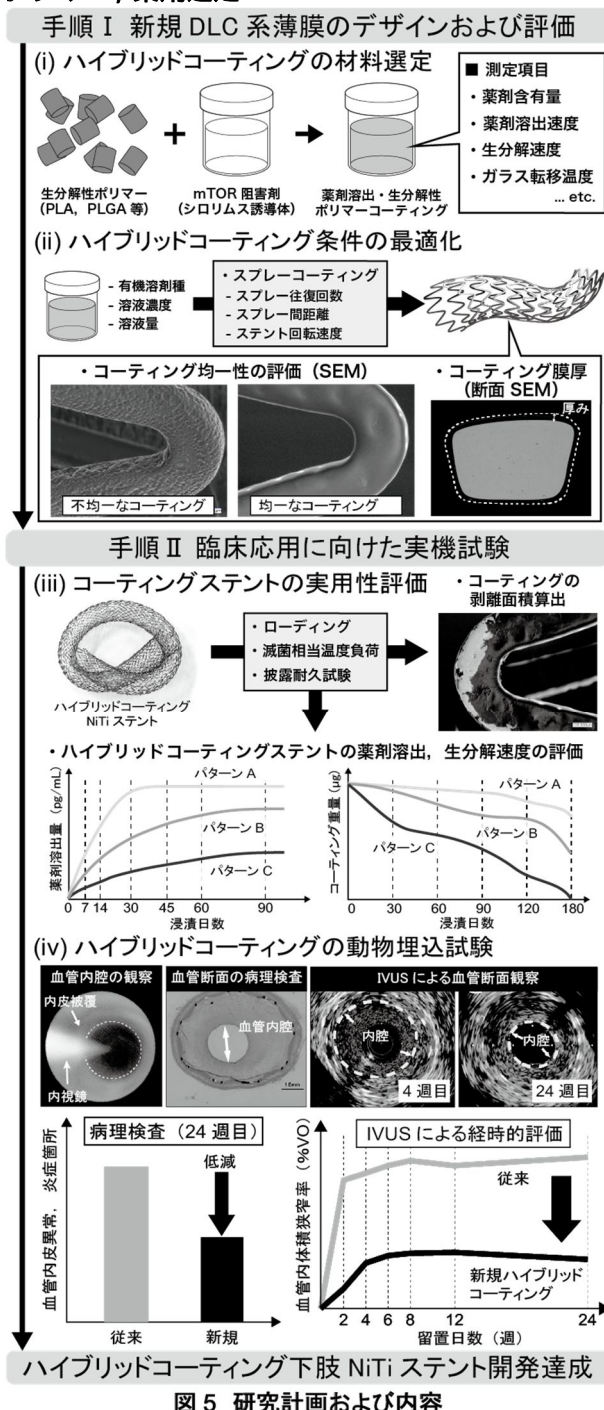 手順Ⅰ 新規 DLC 系薄膜のデザインおよび評価
(i) ハイブリッドコーティングの材料選定
生分解性ポリマー
(PLA，PLGA 等)
+
mTOR 阻害剤
(シロリムス誘導体)
薬剤溶出・生分解性
ポリマーコーティング
■ 測定項目
・薬剤含有量
・薬剤溶出速度
・生分解速度
・ガラス転移温度
... etc.
(ii) ハイブリッドコーティング条件の最適化
- 有機溶剤種
- 溶液濃度
- 溶液量
・スプレーコーティング
- スプレー往復回数
- スプレー間距離
- ステント回転速度
・コーティング均一性の評価（SEM）
不均一なコーティング
均一なコーティング
・コーティング膜厚
(断面 SEM)
厚み
手順Ⅱ 臨床応用に向けた実機試験
(iii) コーティングステントの実用性評価
ハイブリッドコーティング
NiTi ステント
・ローディング
・滅菌相当温度負荷
・披露耐久試験
・コーティングの
剥離面積算出
・ハイブリッドコーティングステントの薬剤溶出，生分解速度の評価
薬剤溶出量（pg/mL）
パターン A
パターン B
パターン C
0 7 14 30 45 60 90
浸漬日数
コーティング重量（μg）
パターン A
パターン B
パターン C
0 30 60 90 120 180
浸漬日数
(iv) ハイブリッドコーティングの動物埋込試験
血管内腔の観察
内皮被覆
内視鏡
血管断面の病理検査
血管内腔
IVUS による血管断面観察
内腔
4 週目
内腔
24 週目
病理検査（24 週目）
血管内皮異常，炎症箇所
低減
従来
新規
IVUS による経時的評価
血管内体積狭窄率（%VO）
従来
新規ハイブリッド
コーティング
2 4 6 8 12 24
留置日数（週）
ハイブリッドコーティング下肢 NiTi ステント開発達成
図 5 研究計画および内容